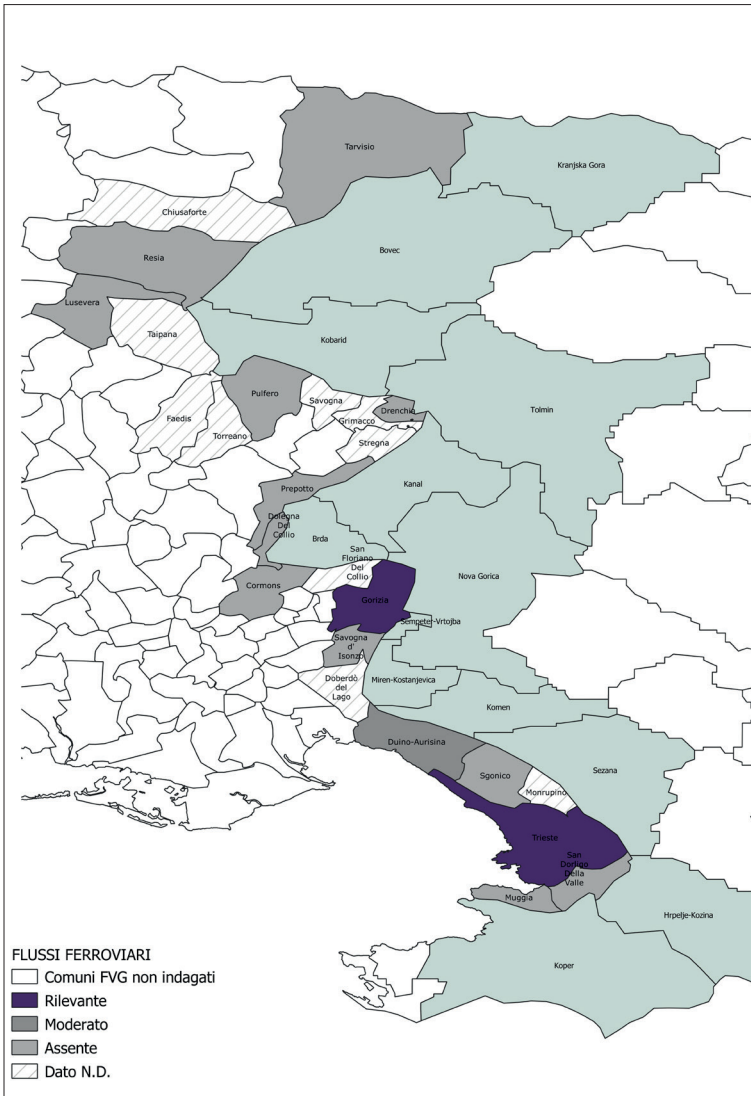 Tarvisio
Kranjska Gora
Chiusaforte
Bovec
Resia
Lusevera
Taipana
Kobarid
Pulfero
Savogna
Drenchia
Tolmin
Faedis
Grimacco
Torreano
Stregna
Prepotto
Kanal
Dolegna
Del
Collio
Brda
San
Floriano
Del
Collio
Nova Gorica
Cormons
Gorizia
Sempeter-Vrtojba
Savogna
d'
Isonzo
Doberdò
del
Lago
Miren-Kostanjevica
Komen
Duino-Aurisina
Sgonico
Sezana
Monrupino
Trieste
San
Dorligo
Della
Valle
Muggia
Hrpelje-Kozina
Koper
FLUSSI FERROVIARI
Comuni FVG non indagati
Rilevante
Moderato
Assente
Dato N.D.